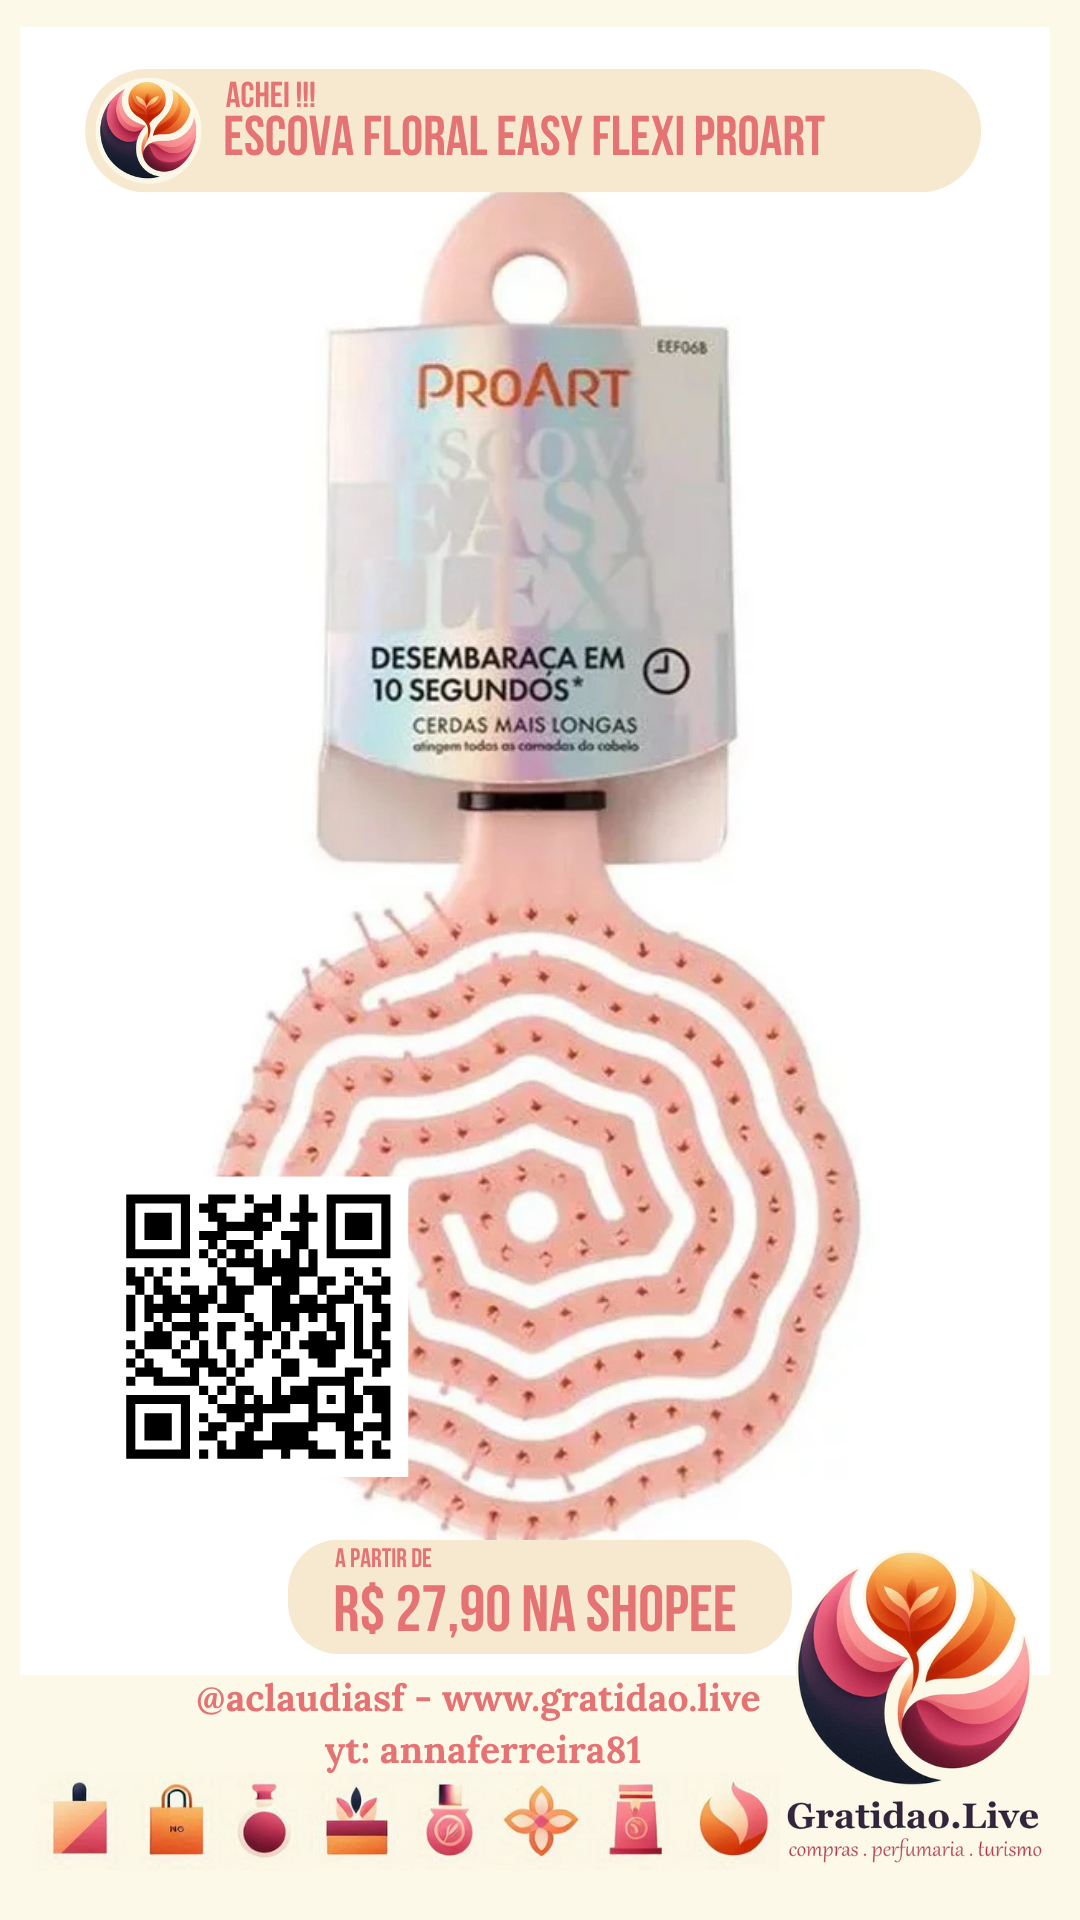 ACHEI !!!
ESCOVA FLORAL EASY FLEXI PROART
EEF06B
PROART
ESCOVA
EASY
FLEXI
DESEMBARAÇA EM
10 SEGUNDOS*
CERDAS MAIS LONGAS
atingem todas as camadas do cabelo
A PARTIR DE
R$ 27,90 NA SHOPEE
@aclaudiasf - www.gratidao.live
yt: annaferreira81
Gratidao.Live
compras . perfumaria . turismo